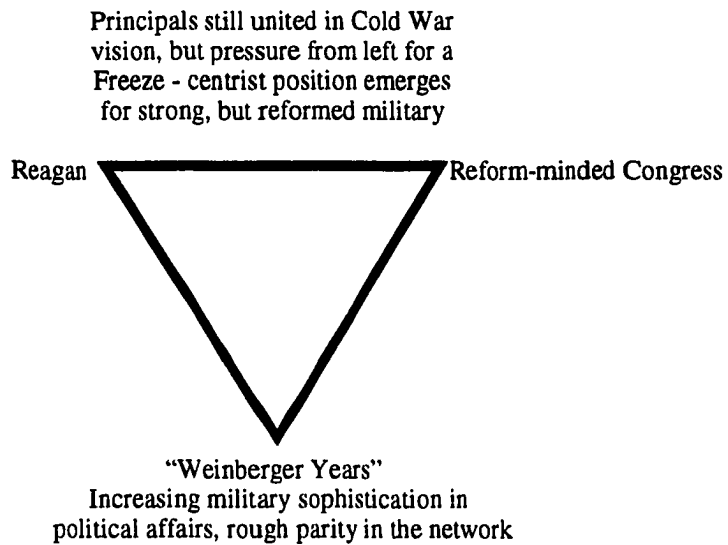 Principals still united in Cold War
vision, but pressure from left for a
Freeze - centrist position emerges
for strong, but reformed military
Reagan
Reform-minded Congress
“Weinberger Years”
Increasing military sophistication in
political affairs, rough parity in the network